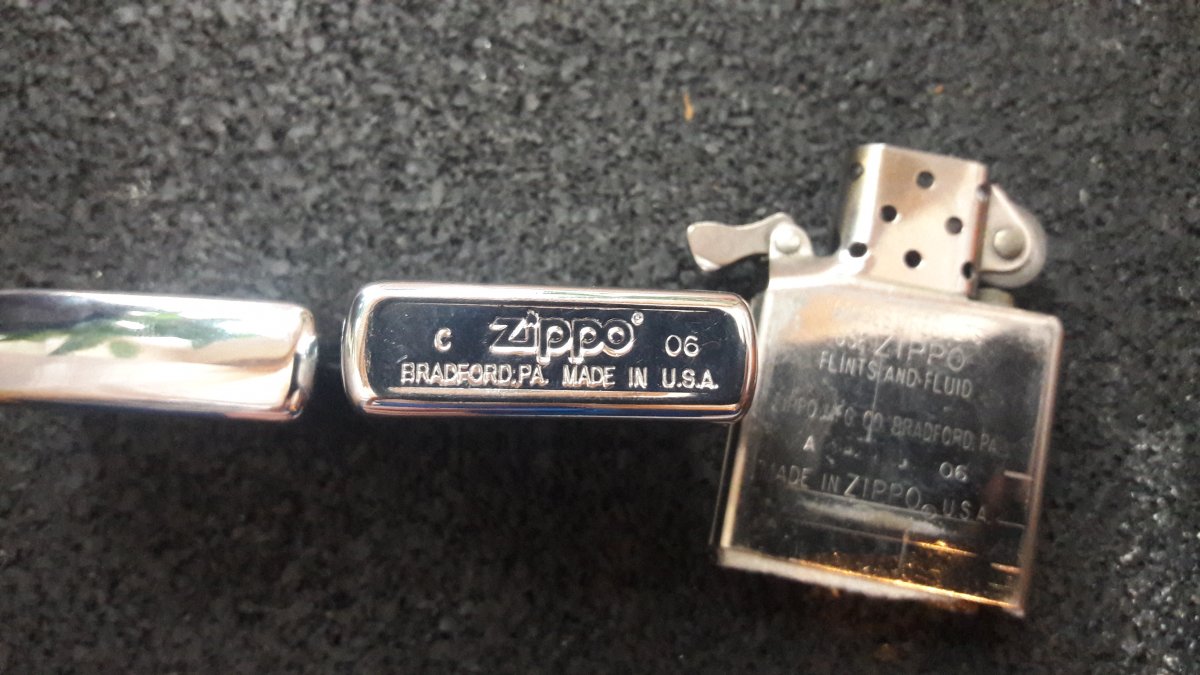 C Zippo® 06
BRADFORD.PA. MADE IN U.S.A.
ZIPPO
FLINTS AND FLUID
MFG CO BRADFORD PA.
A 06
MADE IN ZIPPO U.S.A